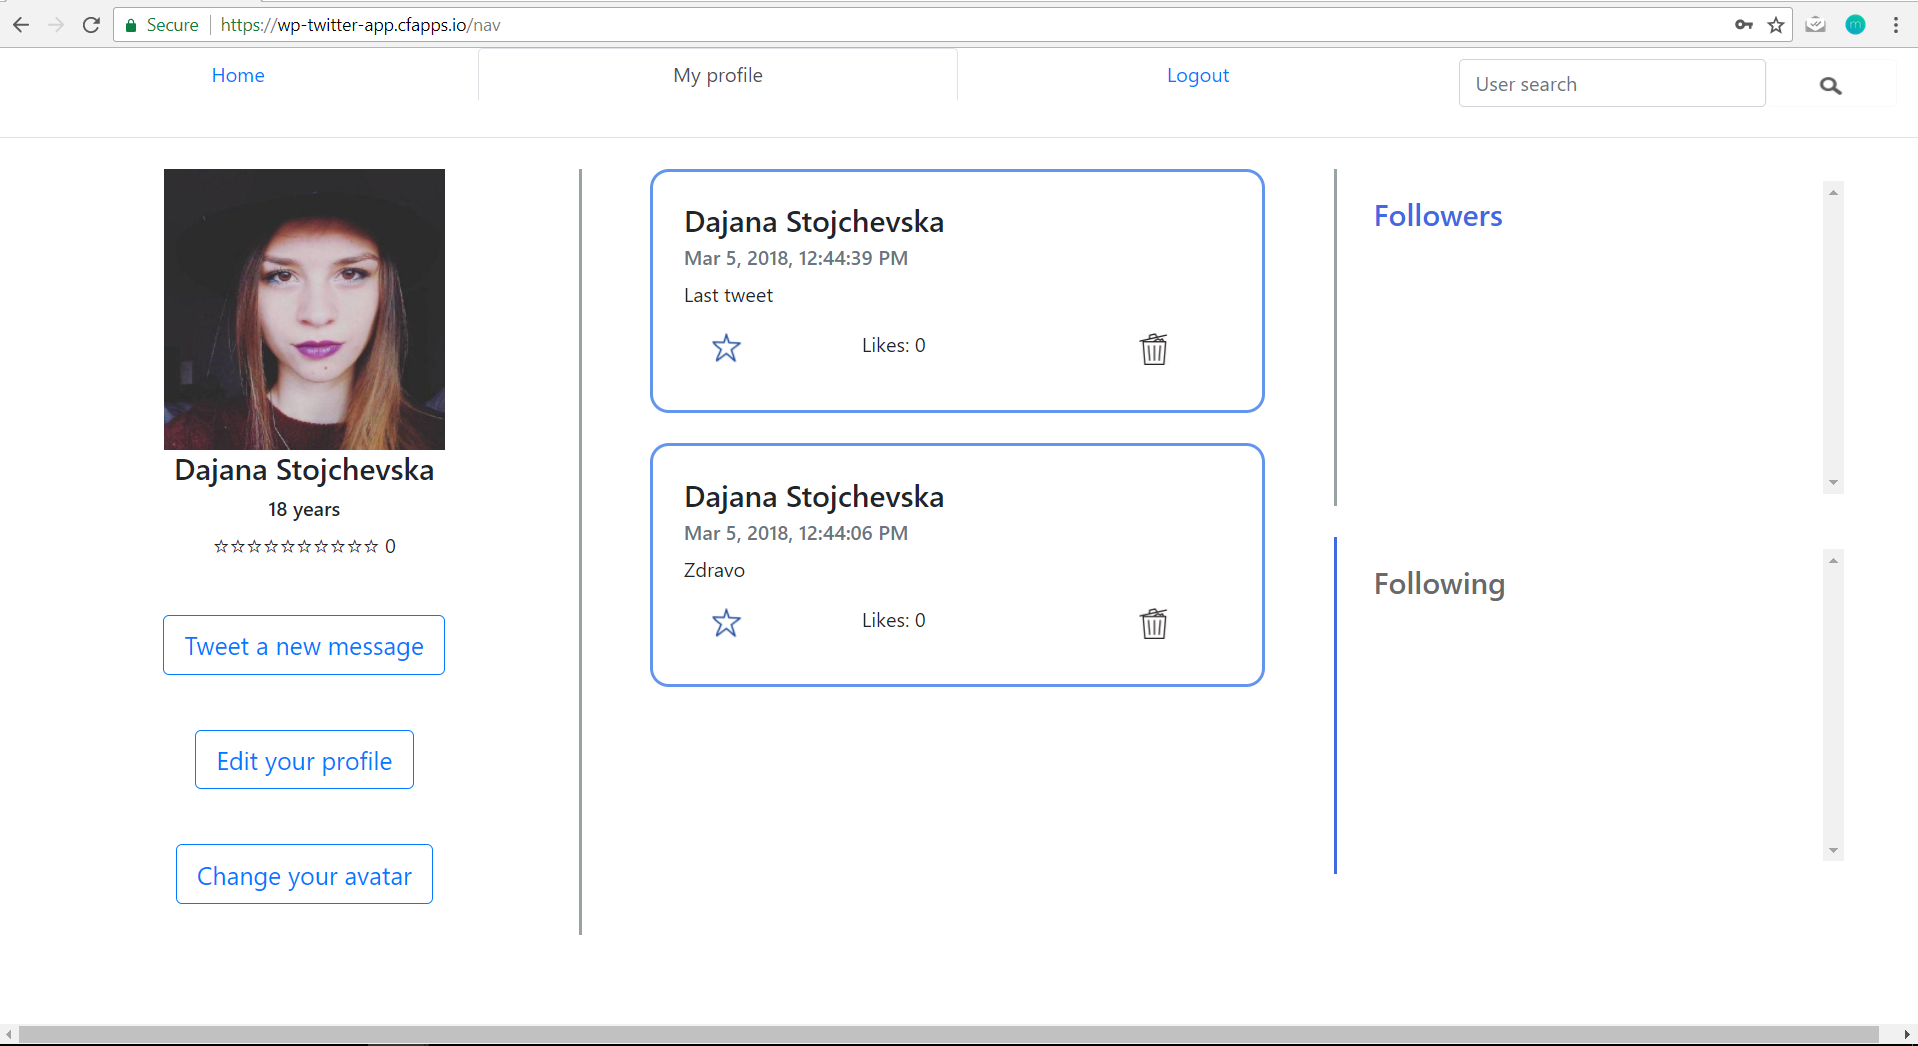 Secure https://wp-twitter-app.cfapps.io/nav
m
Home
My profile
Logout
User search
Dajana Stojchevska
18 years
☆☆☆☆☆☆☆☆☆☆ 0
Tweet a new message
Edit your profile
Change your avatar
Dajana Stojchevska
Mar 5, 2018, 12:44:39 PM
Last tweet
Likes: 0
Dajana Stojchevska
Mar 5, 2018, 12:44:06 PM
Zdravo
Likes: 0
Followers
Following